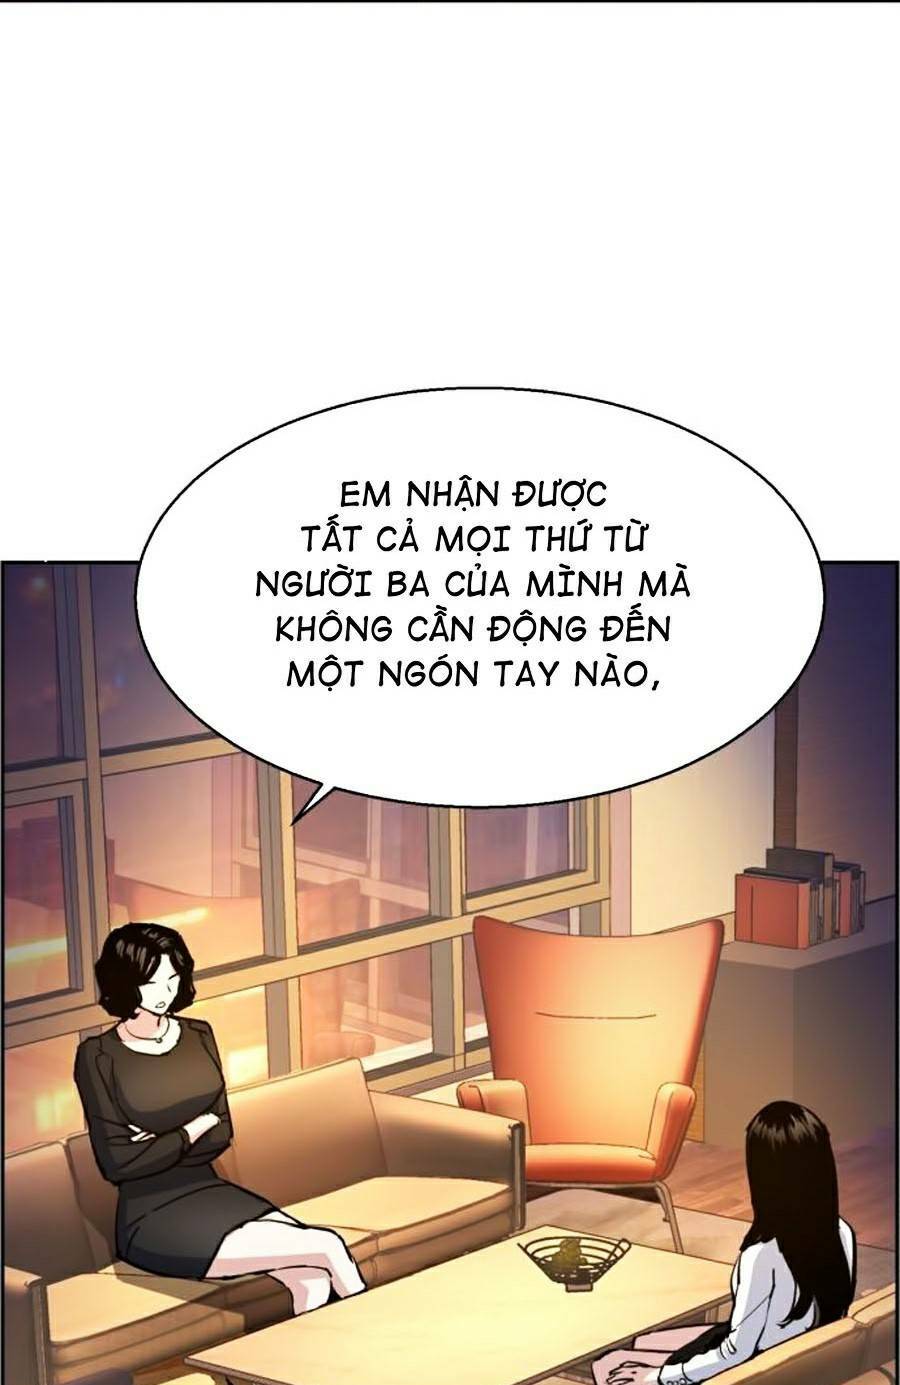 EM NHẬN ĐƯỢC
TẤT CẢ MỌI THỨ TỪ
NGƯỜI BA CỦA MÌNH MÀ
KHÔNG CẦN ĐỘNG ĐẾN
MỘT NGÓN TAY NÀO,